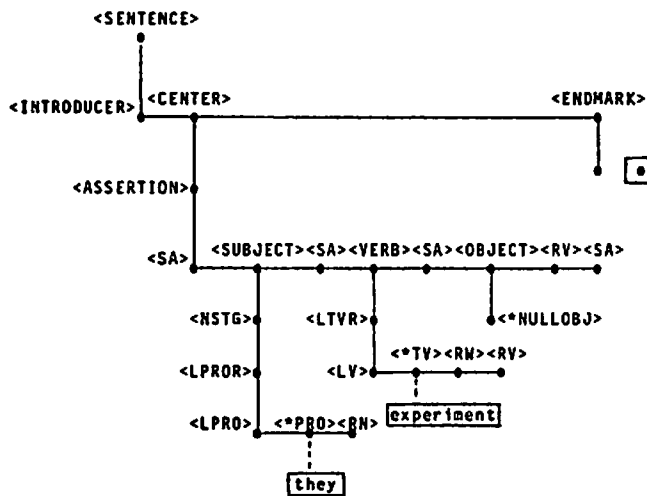 <SENTENCE>
<INTRODUCER> <CENTER> <ENDMARK>
.
<ASSERTION>
<SA> <SUBJECT> <SA> <VERB> <SA> <OBJECT> <RV> <SA>
<NSTG> <LTVR> <*NULLOBJ>
<LPROR> <LV> <*TV> <RW> <RV>
experiment
<LPRO> <*PRO> <RN>
they